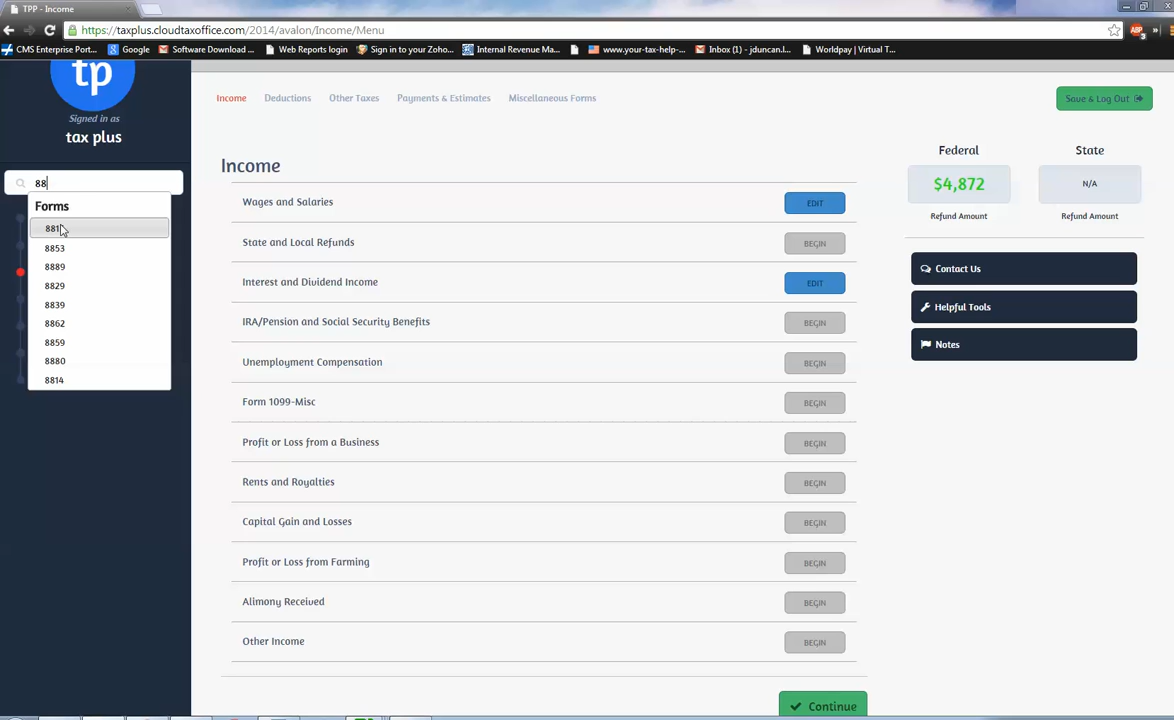 TPP - Income
https://taxplus.cloudtaxoffice.com/2014/avalon/Income/Menu
CMS Enterprise Port... Google Software Download ... Web Reports login Sign in to your Zoho... Internal Revenue Ma... www.your-tax-help-... Inbox (1) - jduncan.l... Worldpay | Virtual T...
ABP 3 »
tp
Signed in as
tax plus
Income Deductions Other Taxes Payments & Estimates Miscellaneous Forms
Save & Log Out
88
Forms
8853
8889
8829
8839
8862
8859
8880
8814
Income
Wages and Salaries EDIT
State and Local Refunds BEGIN
Interest and Dividend Income EDIT
IRA/Pension and Social Security Benefits BEGIN
Unemployment Compensation BEGIN
Form 1099-Misc BEGIN
Profit or Loss from a Business BEGIN
Rents and Royalties BEGIN
Capital Gain and Losses BEGIN
Profit or Loss from Farming BEGIN
Alimony Received BEGIN
Other Income BEGIN
Continue
Federal State
$4,872 N/A
Refund Amount Refund Amount
Contact Us
Helpful Tools
Notes